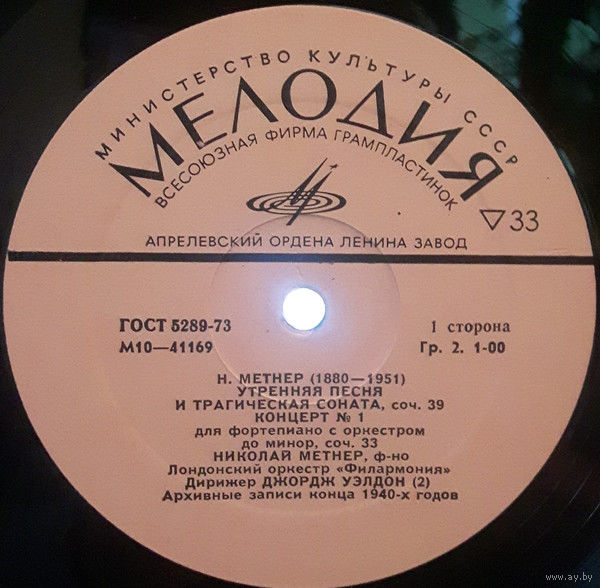 МИНИСТЕРСТВО КУЛЬТУРЫ СССР
МЕЛОДИЯ
ВСЕСОЮЗНАЯ ФИРМА ГРАМПЛАСТИНОК
33
АПРЕЛЕВСКИЙ ОРДЕНА ЛЕНИНА ЗАВОД
ГОСТ 5289-73
1 сторона
М10—41169
Гр. 2. 1-00
Н. МЕТНЕР (1880—1951)
УТРЕННЯЯ ПЕСНЯ
И ТРАГИЧЕСКАЯ СОНАТА, соч. 39
КОНЦЕРТ № 1
для фортепиано с оркестром
до минор, соч. 33
НИКОЛАЙ МЕТНЕР, ф-но
Лондонский оркестр «Филармония»
Дирижер ДЖОРДЖ УЭЛДОН (2)
Архивные записи конца 1940-х годов
www.ay.by